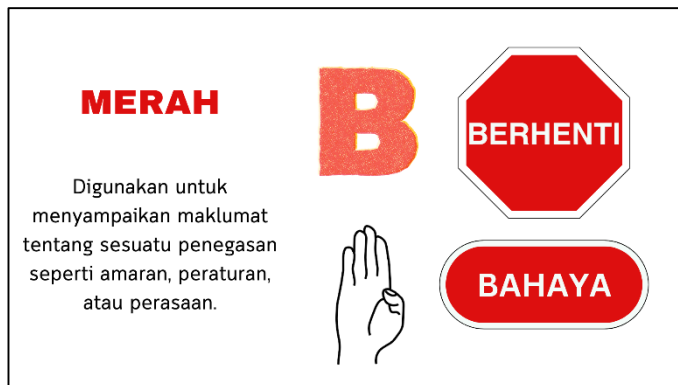 MERAH
Digunakan untuk
menyampaikan maklumat
tentang sesuatu penegasan
seperti amaran, peraturan,
atau perasaan.
B
BERHENTI
BAHAYA